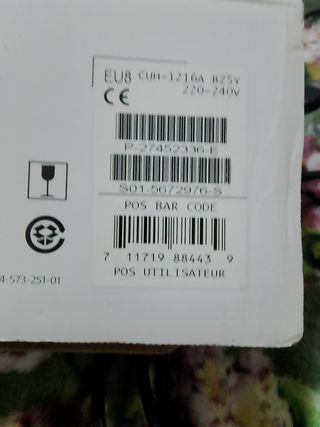 EU8 CUH-1216A B25Y
220-240V
CE
P-27452336-E
S01-5672976-S
POS BAR CODE
7 11719 88443 9
POS UTILISATEUR
4-573-251-01